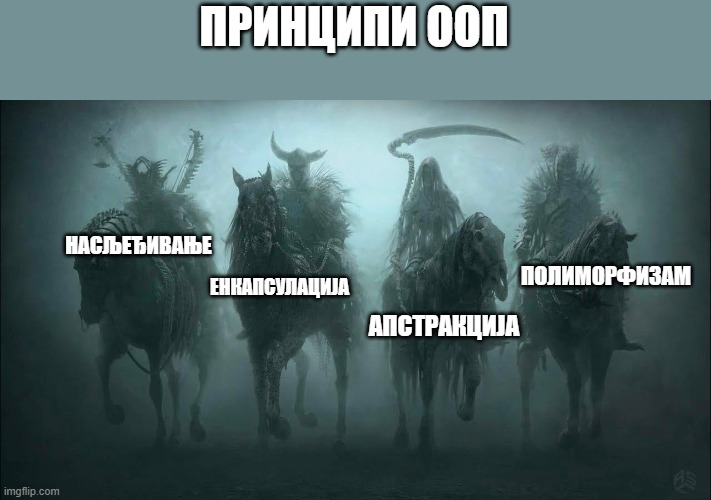 ПРИНЦИПИ ООП
НАСЉЕЂИВАЊЕ
ЕНКАПСУЛАЦИЈА
АПСТРАКЦИЈА
ПОЛИМОРФИЗАМ
imgflip.com